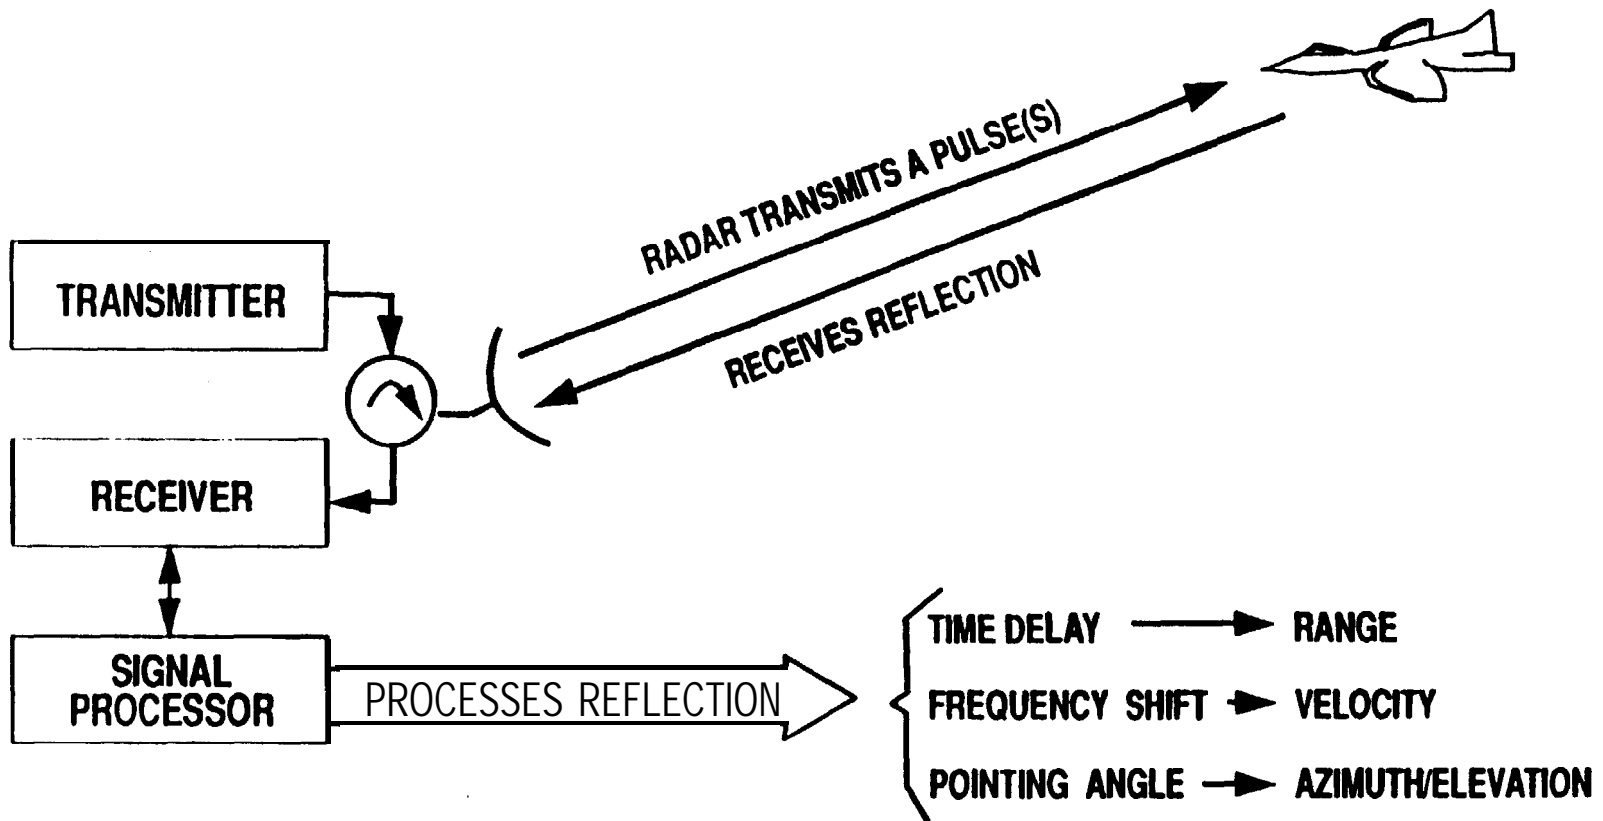 RADAR TRANSMITS A PULSE(S)
RECEIVES REFLECTION
TRANSMITTER
RECEIVER
SIGNAL
PROCESSOR
PROCESSES REFLECTION
TIME DELAY RANGE
FREQUENCY SHIFT VELOCITY
POINTING ANGLE AZIMUTH/ELEVATION